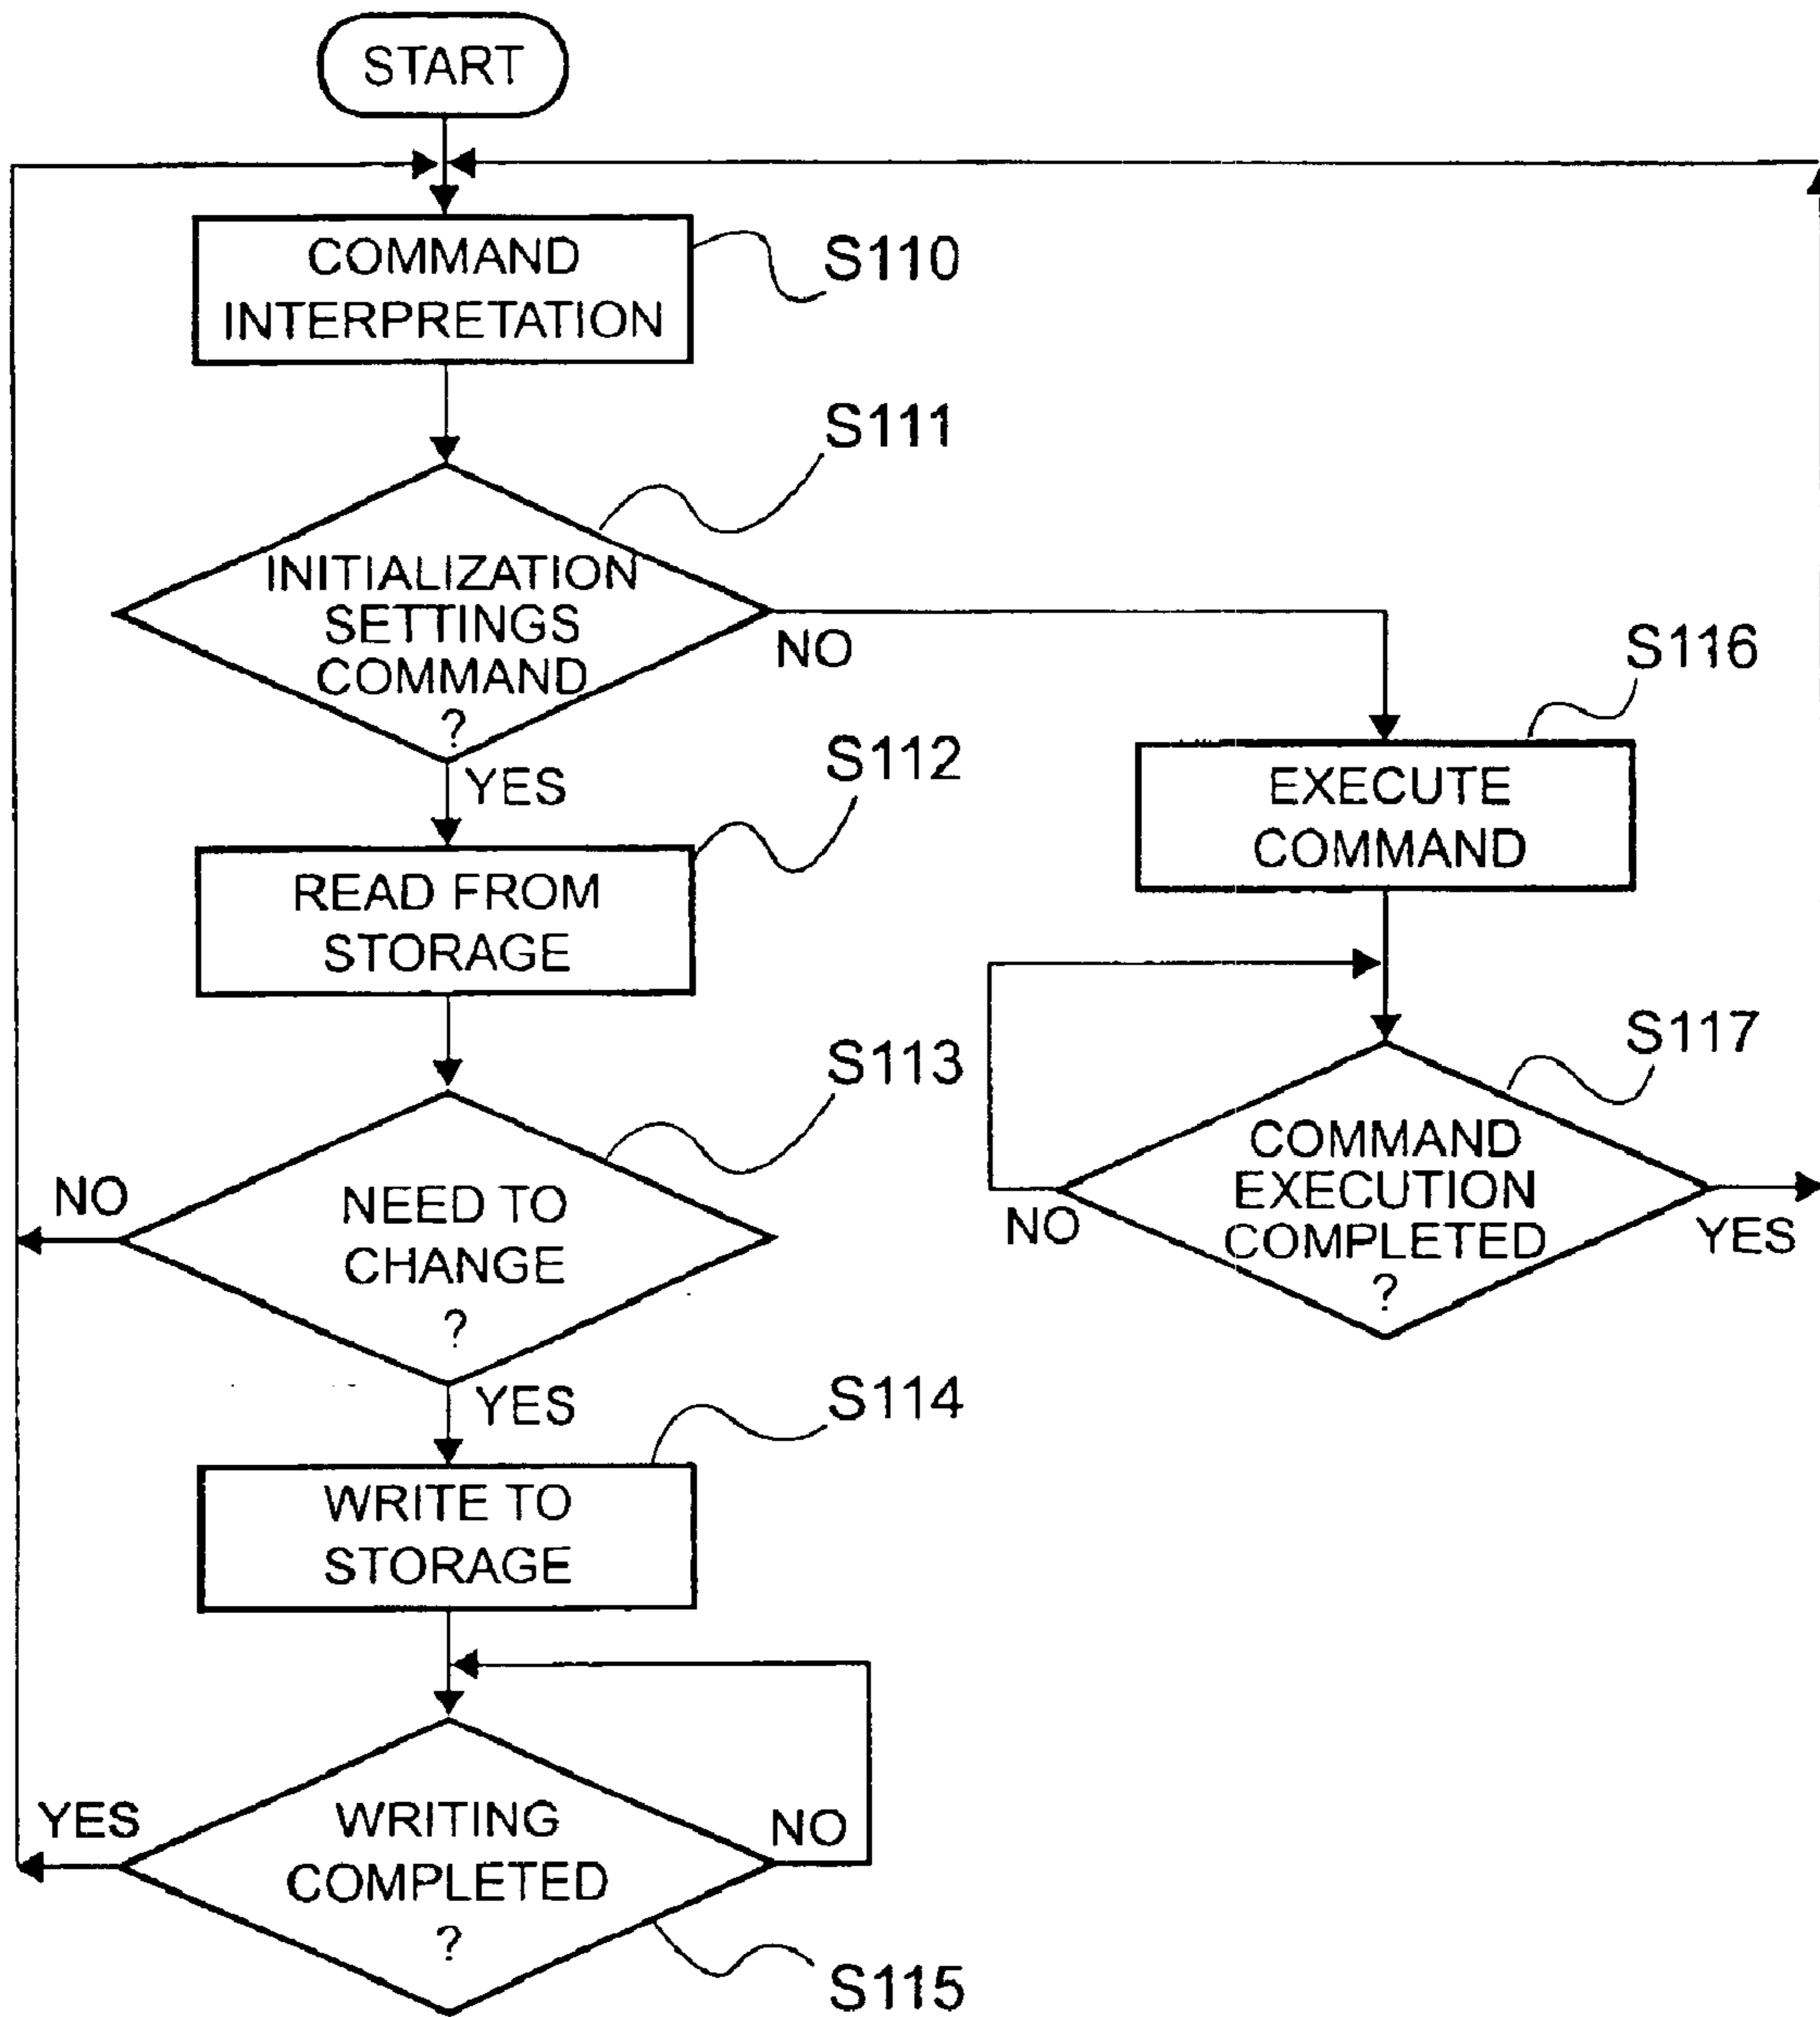 START
COMMAND
INTERPRETATION
S110
S111
INITIALIZATION
SETTINGS
COMMAND
?
NO
YES
S112
READ FROM
STORAGE
S116
EXECUTE
COMMAND
S113
NEED TO
CHANGE
?
NO
YES
S117
COMMAND
EXECUTION
COMPLETED
?
NO
YES
S114
WRITE TO
STORAGE
WRITING
COMPLETED
?
YES
NO
S115